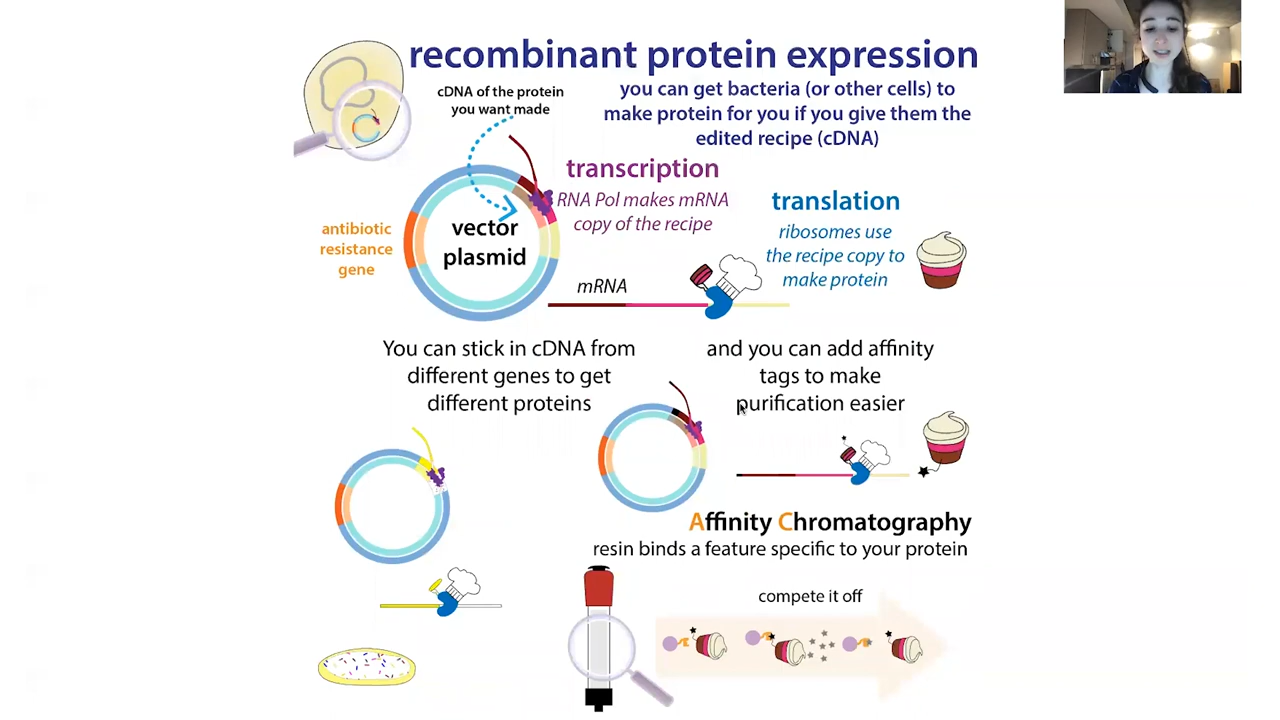 recombinant protein expression
cDNA of the protein
you want made
you can get bacteria (or other cells) to
make protein for you if you give them the
edited recipe (cDNA)
transcription
RNA Pol makes mRNA
copy of the recipe
translation
ribosomes use
the recipe copy to
make protein
antibiotic
resistance
gene
vector
plasmid
mRNA
You can stick in cDNA from
different genes to get
different proteins
and you can add affinity
tags to make
purification easier
Affinity Chromatography
resin binds a feature specific to your protein
compete it off